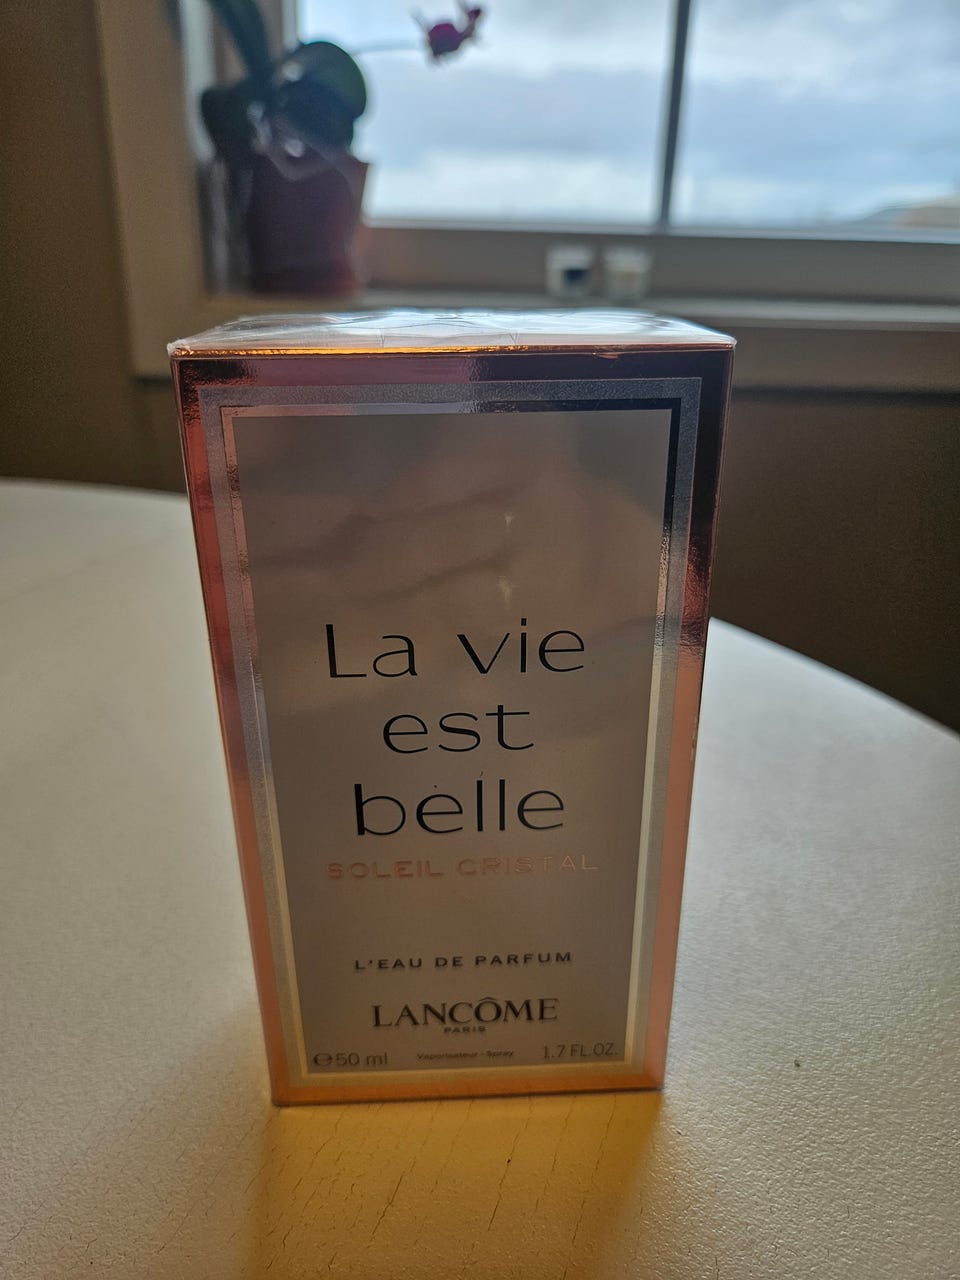 La vie
est
belle
SOLEIL CRISTAL
L'EAU DE PARFUM
LANCÔME
PARIS
℮50 ml Vaporisateur - Spray 1.7 FL.OZ.